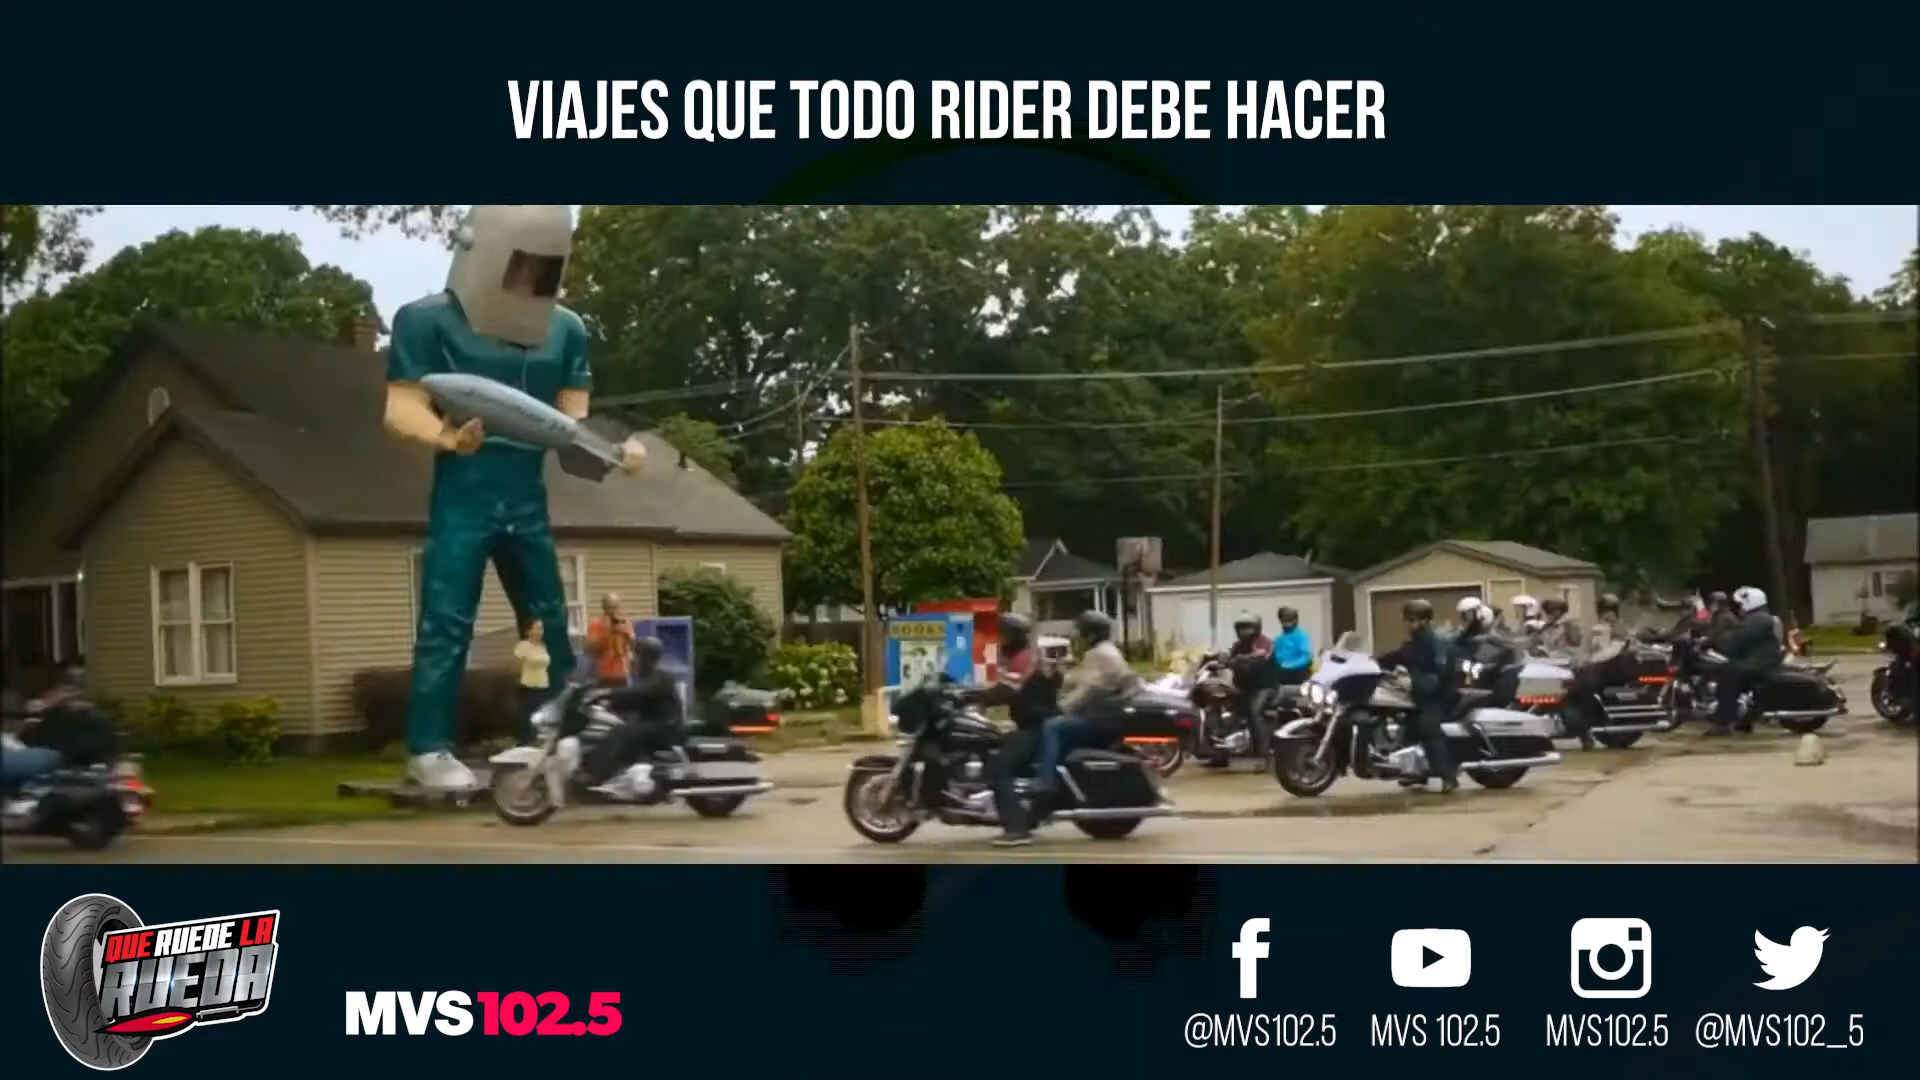 VIAJES QUE TODO RIDER DEBE HACER
BOOKS
QUE RUEDE LA
RUEDA
MVS102.5
@MVS102.5
MVS 102.5
MVS102.5
@MVS102_5